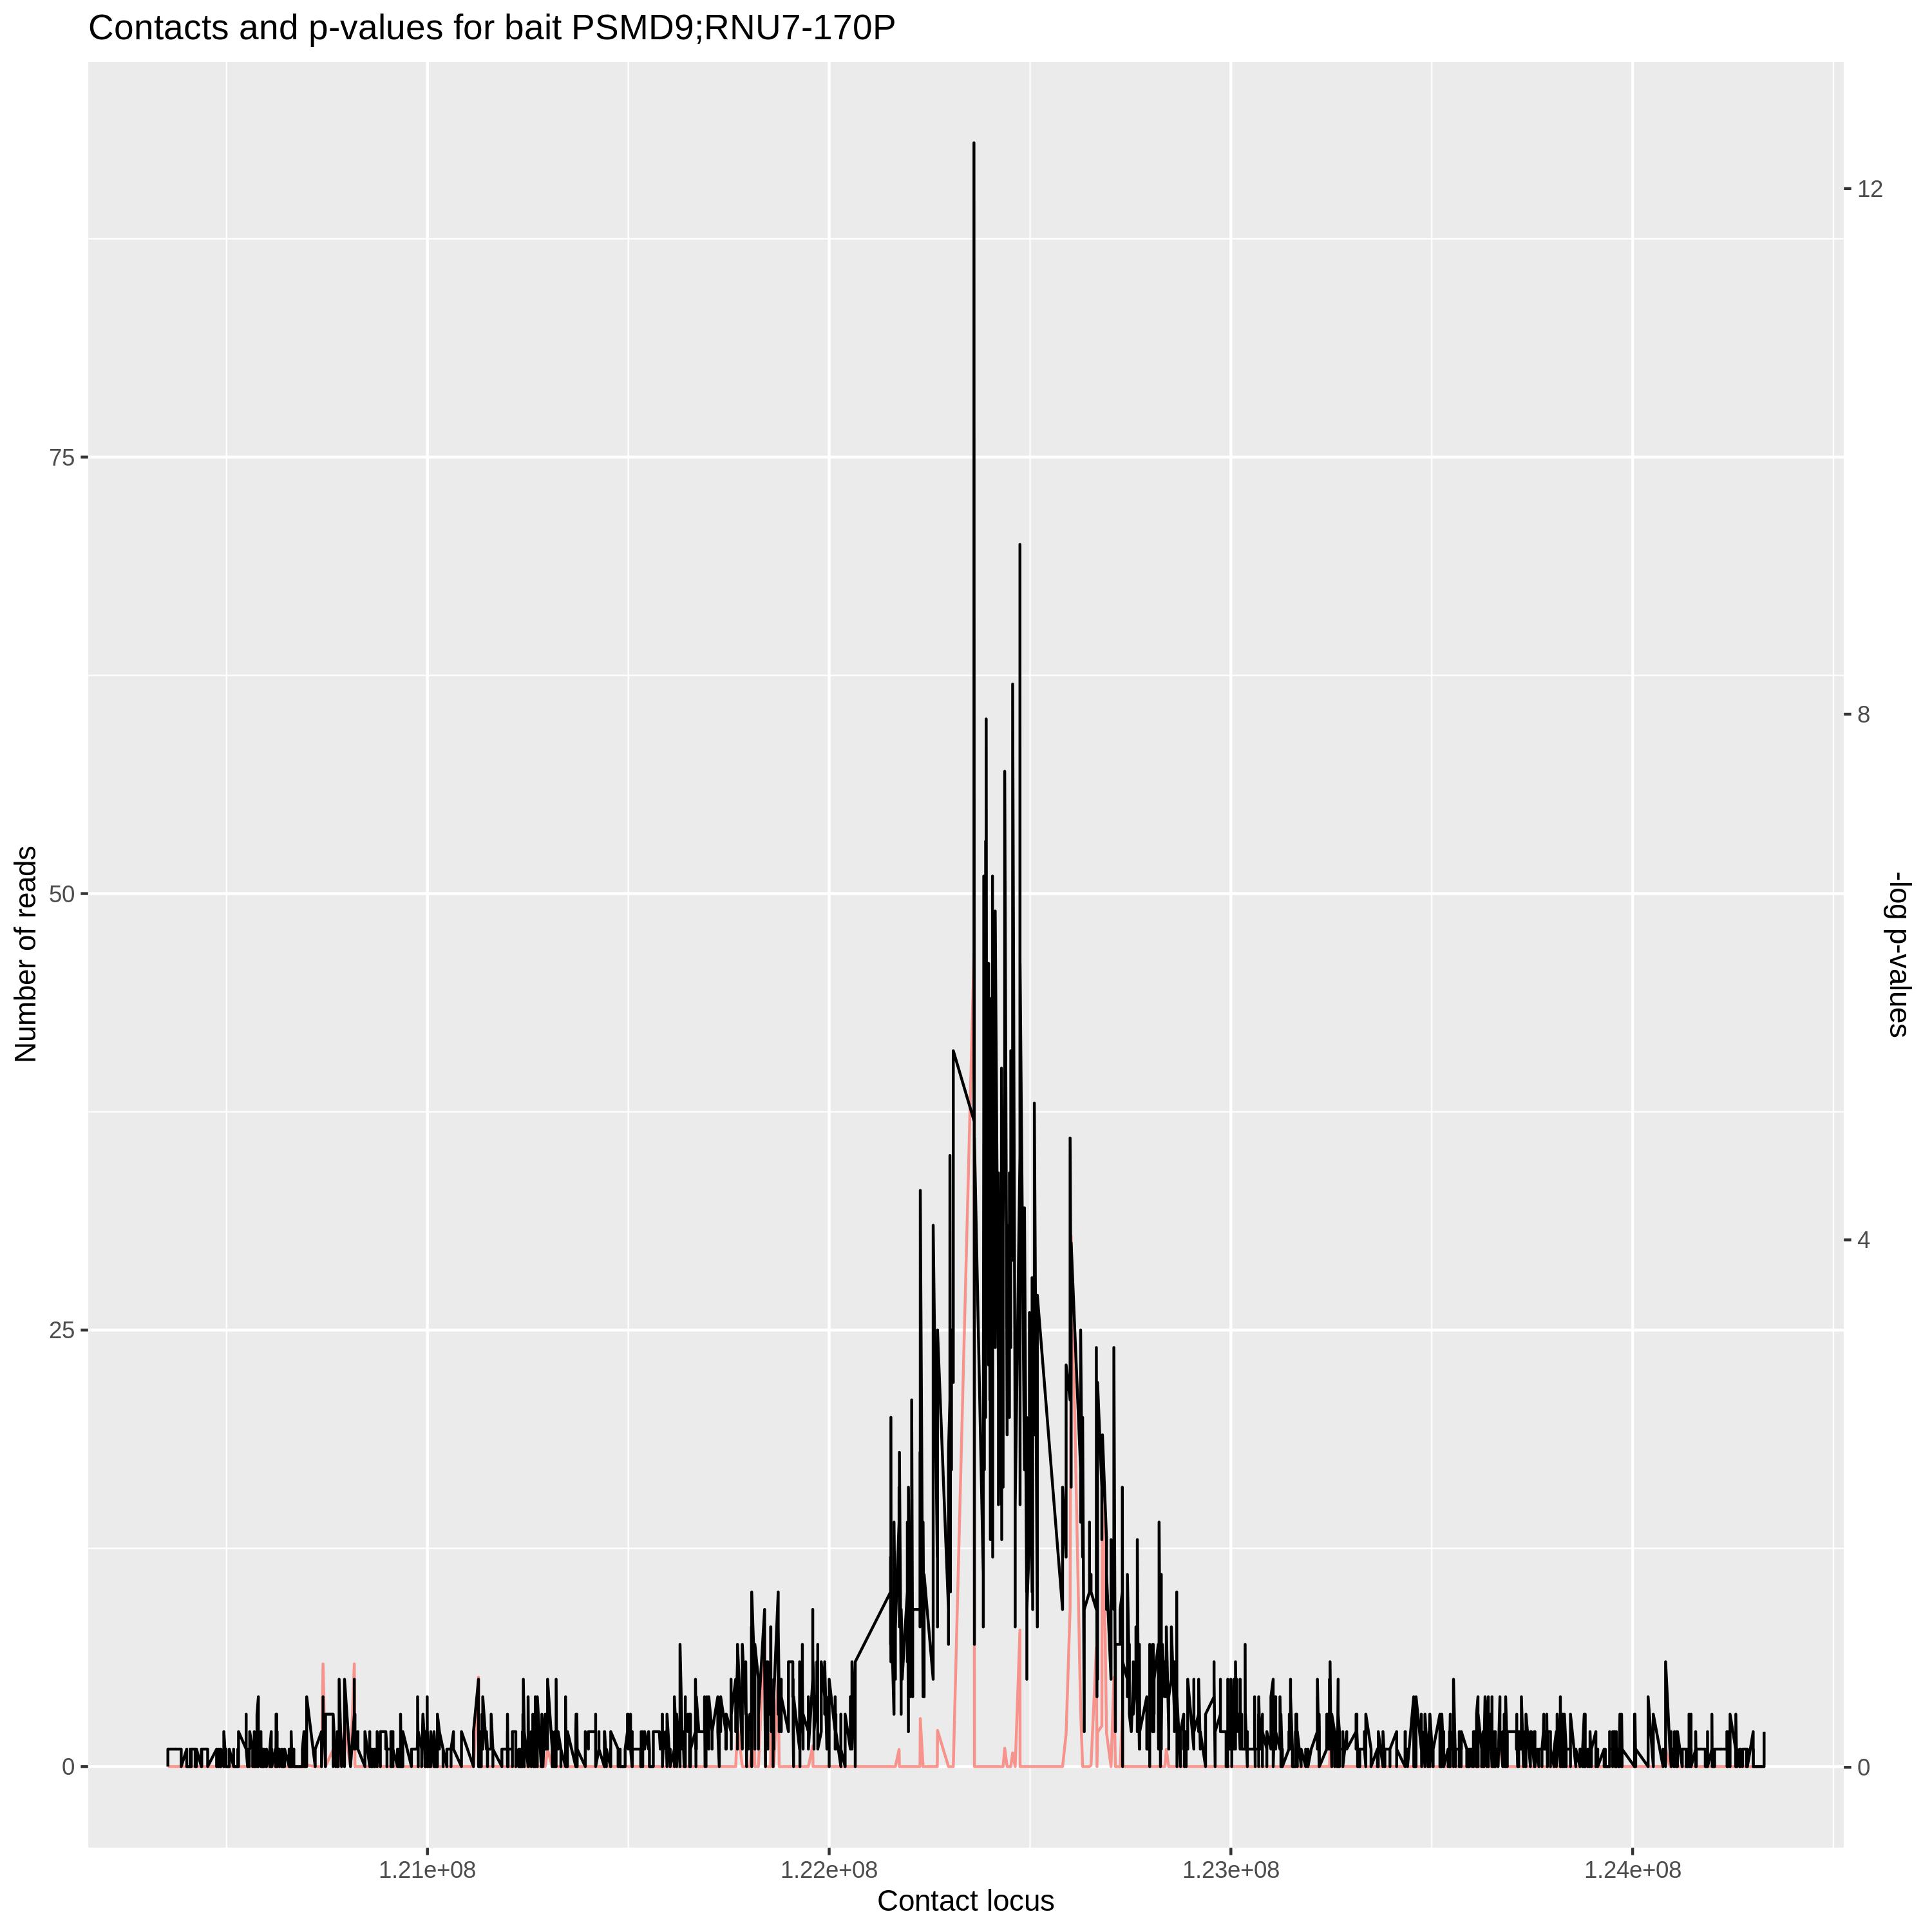 Contacts and p-values for bait PSMD9;RNU7-170P
Number of reads
75
50
25
0
12
8
4
0
-log p-values
1.21e+08 1.22e+08 1.23e+08 1.24e+08
Contact locus